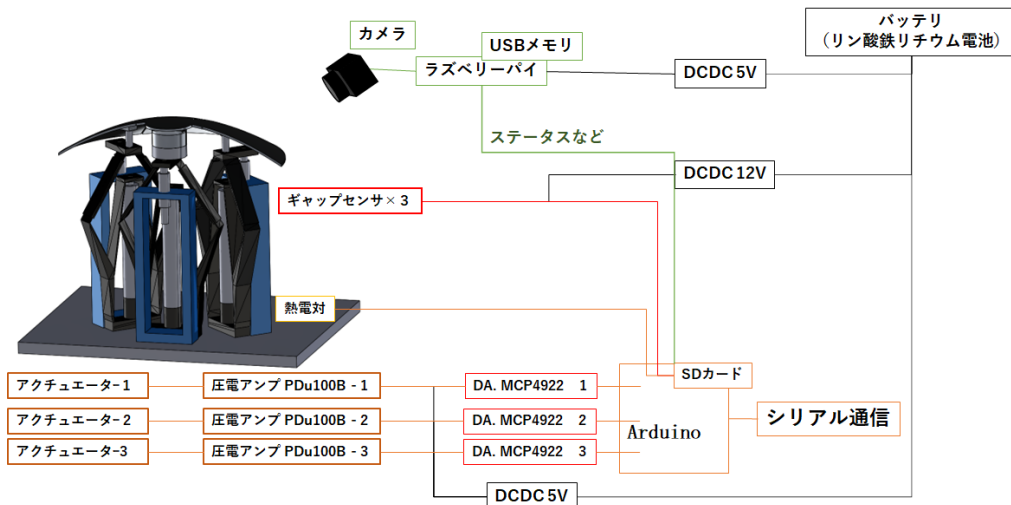 バッテリ
（リン酸鉄リチウム電池）
カメラ
USBメモリ
ラズベリーパイ
DCDC 5V
ステータスなど
DCDC 12V
ギャップセンサ×３
熱電対
SDカード
アクチュエータｰ1
圧電アンプ PDu100B - 1
DA. MCP4922 1
アクチュエータｰ2
圧電アンプ PDu100B - 2
DA. MCP4922 2
Arduino
シリアル通信
アクチュエータｰ3
圧電アンプ PDu100B - 3
DA. MCP4922 3
DCDC 5V